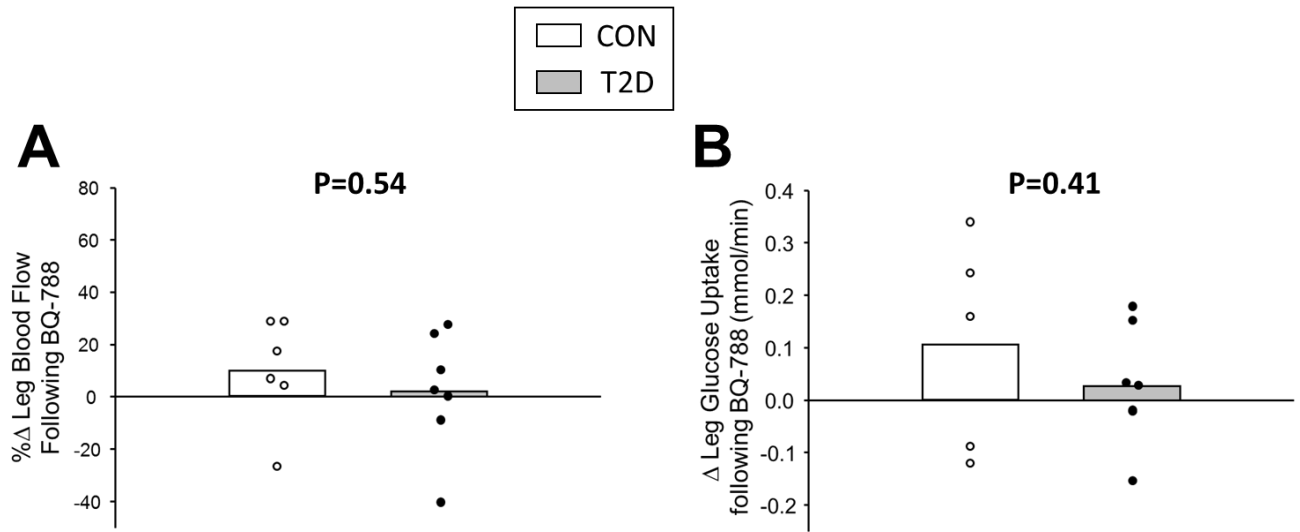 CON
T2D
A
P=0.54
80
60
40
20
0
-20
-40
%Δ Leg Blood Flow
Following BQ-788
B
P=0.41
0.4
0.3
0.2
0.1
0.0
-0.1
-0.2
Δ Leg Glucose Uptake
following BQ-788 (mmol/min)